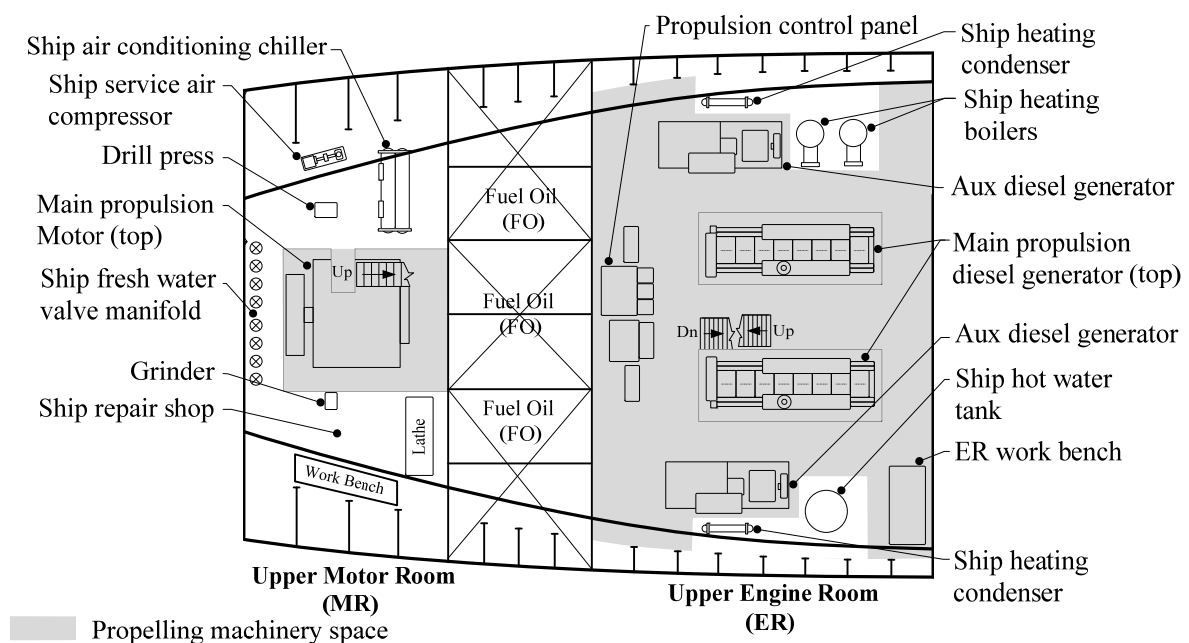 Propulsion control panel
Ship air conditioning chiller
Ship service air
compressor
Drill press
Main propulsion
Motor (top)
Ship fresh water
valve manifold
Grinder
Ship repair shop
Up
Lathe
Work Bench
Fuel Oil
(FO)
Fuel Oil
(FO)
Fuel Oil
(FO)
Dn
Up
Ship heating
condenser
Ship heating
boilers
Aux diesel generator
Main propulsion
diesel generator (top)
Aux diesel generator
Ship hot water
tank
ER work bench
Ship heating
condenser
Upper Motor Room
(MR)
Upper Engine Room
(ER)
Propelling machinery space